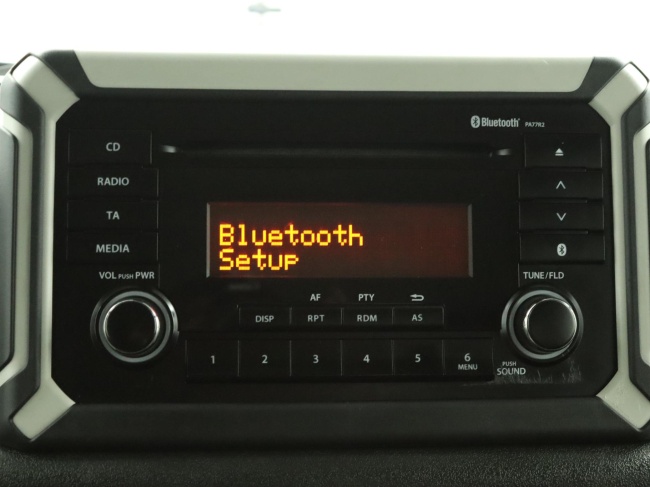 Bluetooth PA77R2
CD
RADIO
TA
MEDIA
Bluetooth
Setup
VOL PUSH PWR
TUNE/FLD
AF PTY
DISP RPT RDM AS
1 2 3 4 5 6
MENU
PUSH
SOUND